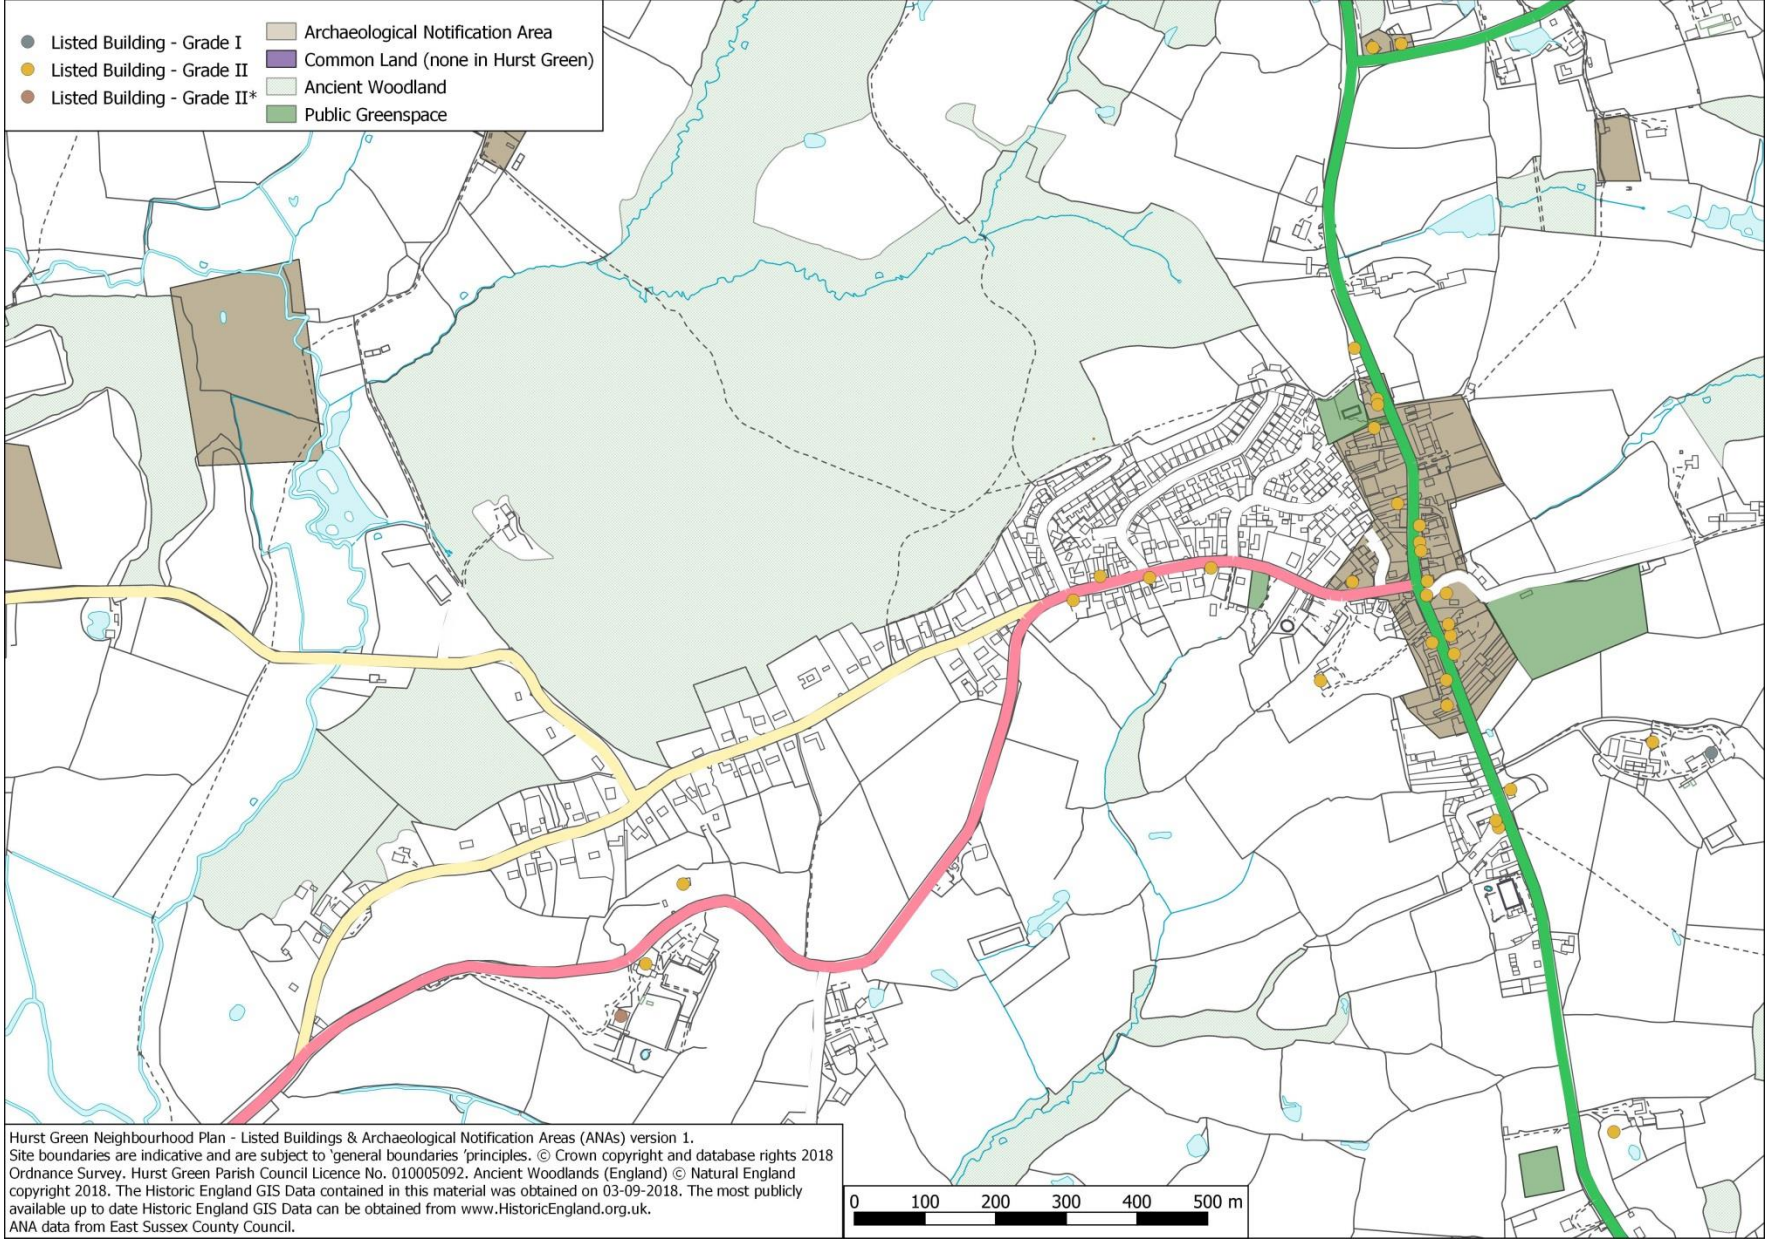 Listed Building - Grade I
Listed Building - Grade II
Listed Building - Grade II*
Archaeological Notification Area
Common Land (none in Hurst Green)
Ancient Woodland
Public Greenspace
Hurst Green Neighbourhood Plan - Listed Buildings & Archaeological Notification Areas (ANAs) version 1.
Site boundaries are indicative and are subject to 'general boundaries 'principles. © Crown copyright and database rights 2018
Ordnance Survey. Hurst Green Parish Council Licence No. 010005092. Ancient Woodlands (England) © Natural England
copyright 2018. The Historic England GIS Data contained in this material was obtained on 03-09-2018. The most publicly
available up to date Historic England GIS Data can be obtained from www.HistoricEngland.org.uk.
ANA data from East Sussex County Council.
0 100 200 300 400 500 m